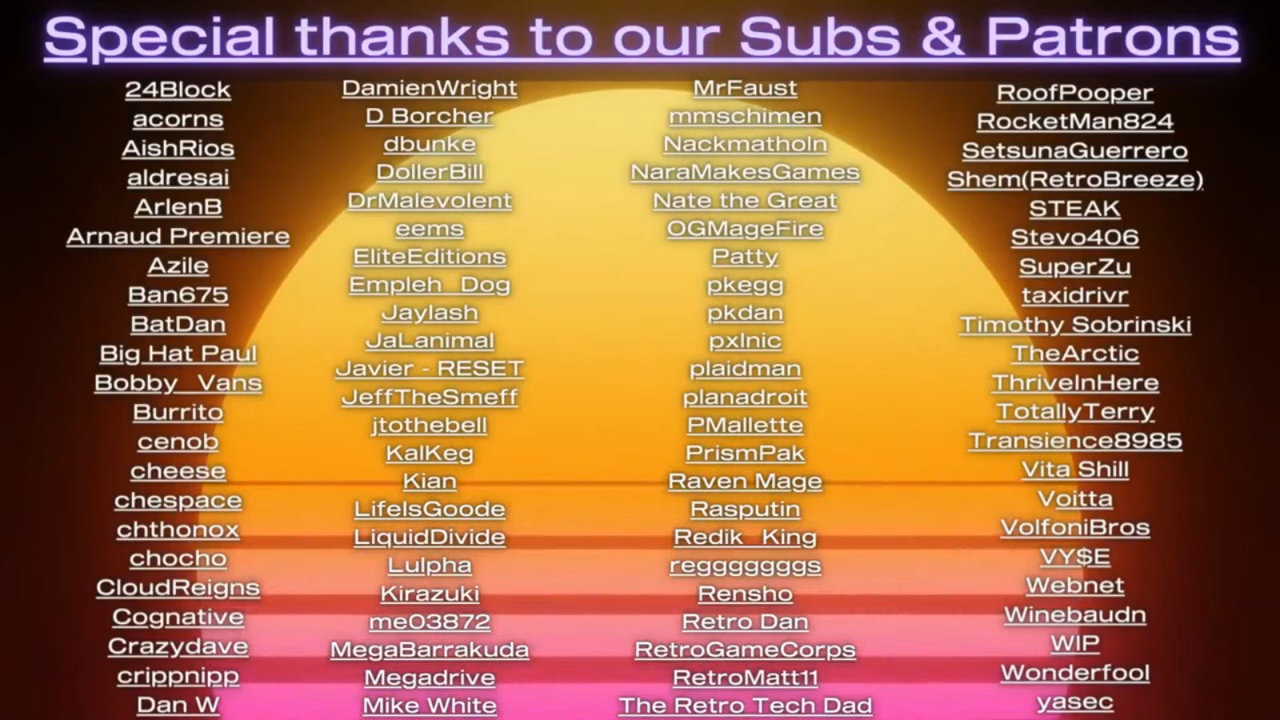 Special thanks to our Subs & Patrons
24Block
acorns
AishRios
aldresai
ArlenB
Arnaud Premiere
Azile
Ban675
BatDan
Big Hat Paul
Bobby_Vans
Burrito
cenob
cheese
chespace
chthonox
chocho
CloudReigns
Cognative
Crazydave
crippnipp
Dan W
DamienWright
D Borcher
dbunke
DollerBill
DrMalevolent
eems
EliteEditions
Empleh_Dog
Jaylash
JaLanimal
Javier - RESET
JeffTheSmeff
jtothebell
KalKeg
Kian
LifeIsGoode
LiquidDivide
Lulpha
Kirazuki
me03872
MegaBarrakuda
Megadrive
Mike White
MrFaust
mmschimen
Nackmatholn
NaraMakesGames
Nate the Great
OGMageFire
Patty
pkegg
pkdan
pxlnic
plaidman
planadroit
PMallette
PrismPak
Raven Mage
Rasputin
Redik_King
regggggggs
Rensho
Retro Dan
RetroGameCorps
RetroMatt11
The Retro Tech Dad
RoofPooper
RocketMan824
SetsunaGuerrero
Shem(RetroBreeze)
STEAK
Stevo406
SuperZu
taxidrivr
Timothy Sobrinski
TheArctic
ThriveInHere
TotallyTerry
Transience8985
Vita Shill
Voitta
VolfoniBros
VY$E
Webnet
Winebaudn
WIP
Wonderfool
yasec